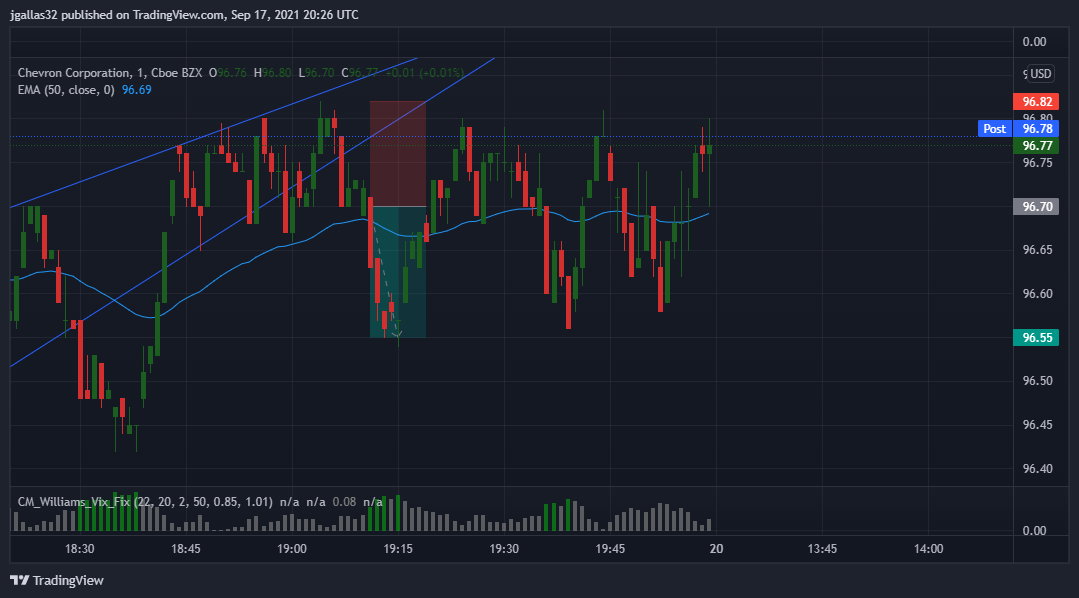 jgallas32 published on TradingView.com, Sep 17, 2021 20:26 UTC
0.00
Chevron Corporation, 1, Cboe BZX O96.76 H96.80 L96.70 C96.77 +0.01 (+0.01%)
USD
EMA (50, close, 0) 96.69
96.82
96.80
Post 96.78
96.77
96.75
96.70
96.65
96.60
96.55
96.50
96.45
96.40
CM_Williams_Vix_Fix (22, 20, 2, 50, 0.85, 1.01) n/a n/a 0.08 n/a
0.00
18:30 18:45 19:00 19:15 19:30 19:45 20 13:45 14:00
TradingView